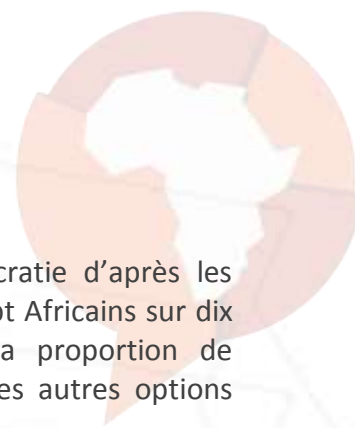 cratie d'après les
t Africains sur dix
a proportion de
es autres options